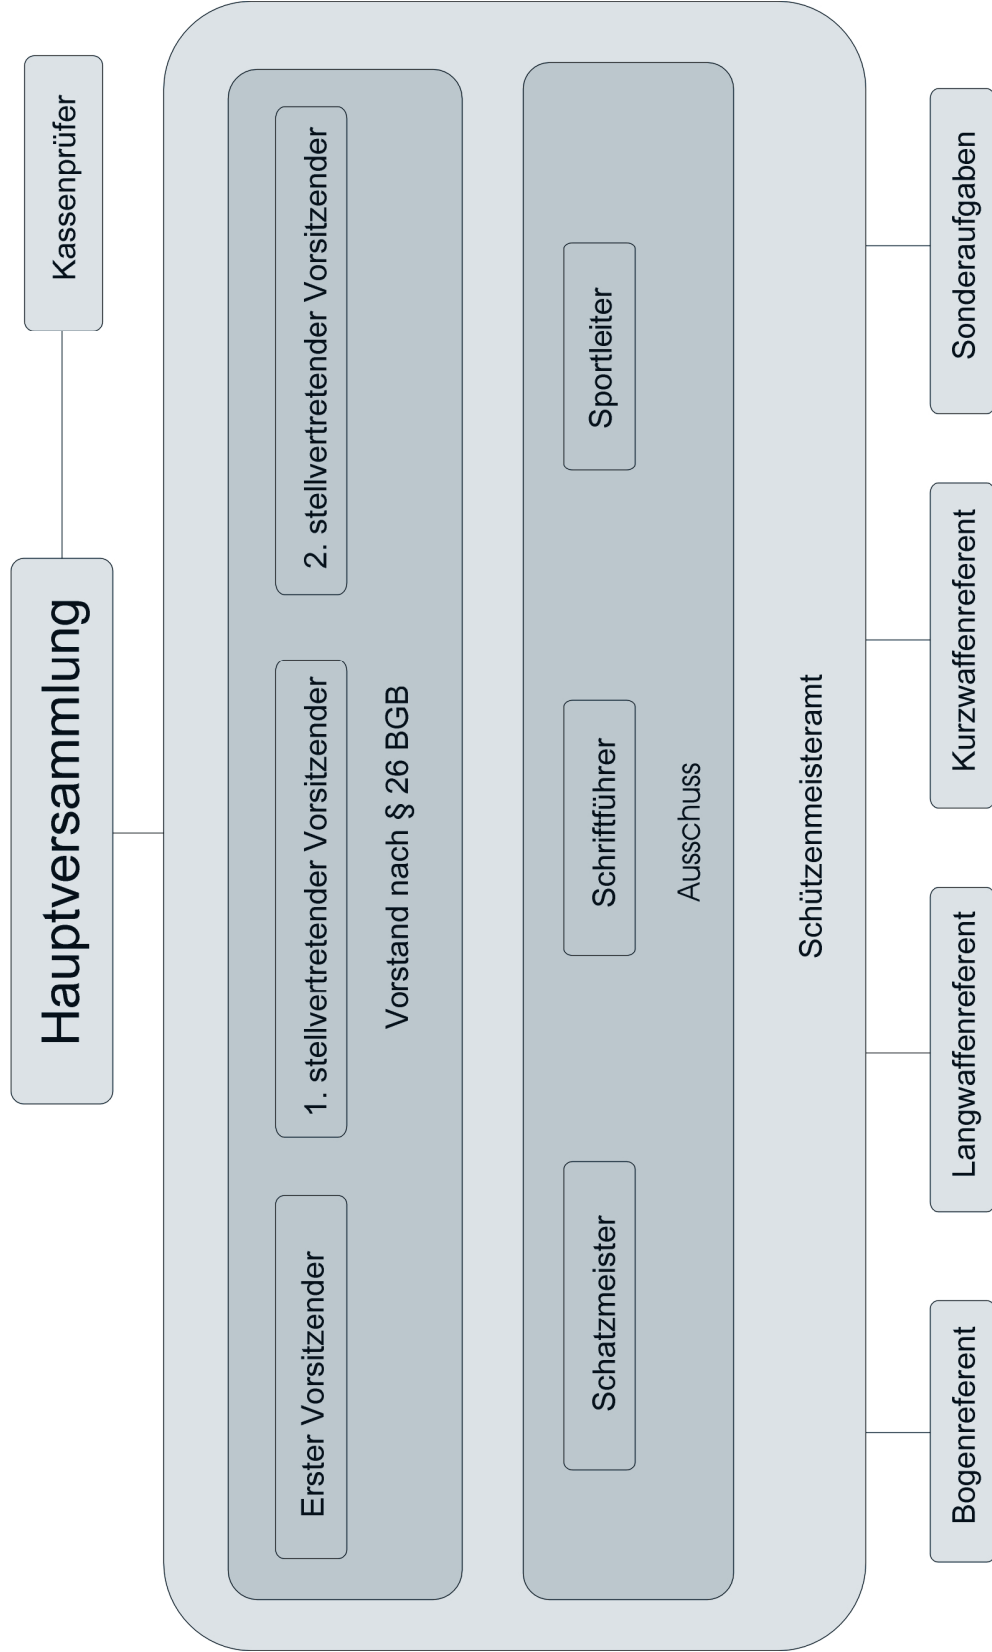 Hauptversammlung
Kassenprüfer
Erster Vorsitzender
1. stellvertretender Vorsitzender
2. stellvertretender Vorsitzender
Vorstand nach § 26 BGB
Schatzmeister
Schriftführer
Sportleiter
Ausschuss
Schützenmeisteramt
Bogenreferent
Langwaffenreferent
Kurzwaffenreferent
Sonderaufgaben